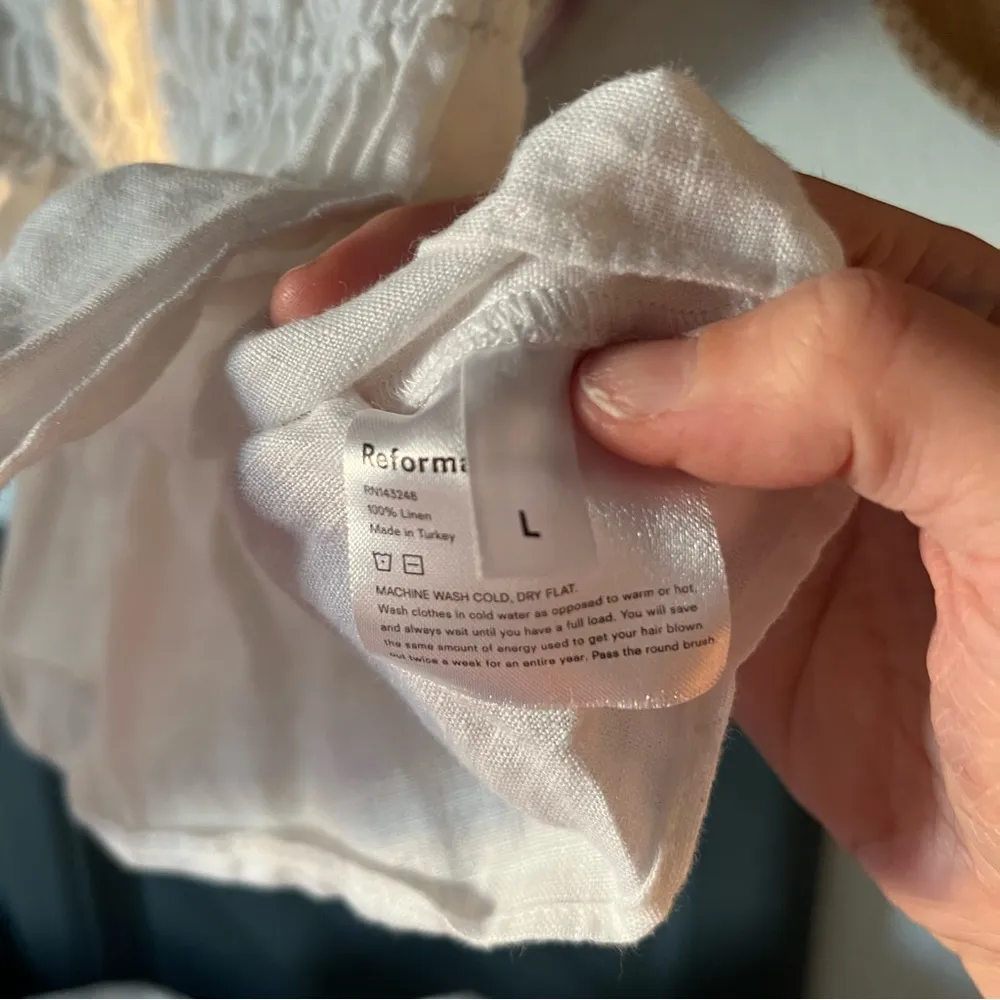 Reforma
RN143246
100% Linen
Made in Turkey
L
MACHINE WASH COLD, DRY FLAT.
Wash clothes in cold water as opposed to warm or hot,
and always wait until you have a full load. You will save
the same amount of energy used to get your hair blown
out twice a week for an entire year. Pass the round brush